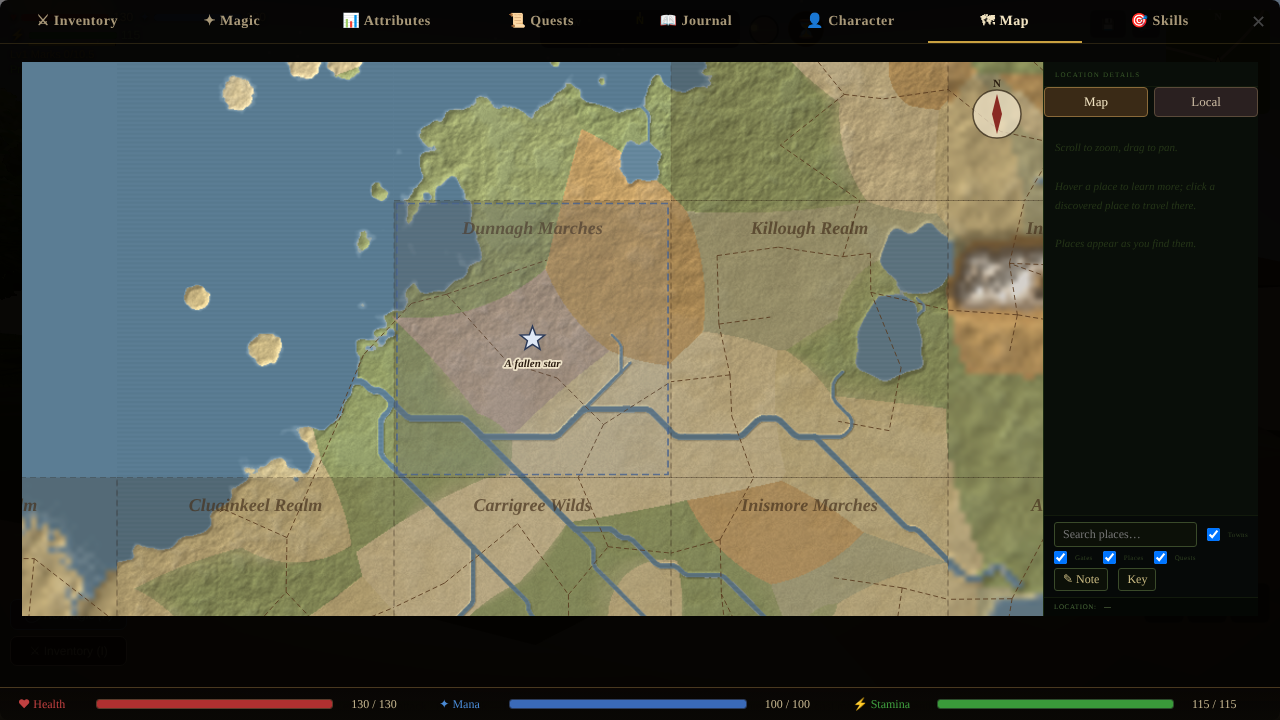 Inventory
Magic
Attributes
Quests
Journal
Character
Map
Skills
N
Dunnagh Marches
Killough Realm
In
A fallen star
m
Cluainkeel Realm
Carrigree Wilds
Inismore Marches
A
LOCATION DETAILS
Map
Local
Scroll to zoom, drag to pan.
Hover a place to learn more; click a
discovered place to travel there.
Places appear as you find them.
Search places…
Towns
Gates
Places
Quests
✎ Note
Key
LOCATION: —
Inventory (I)
Health
130 / 130
Mana
100 / 100
Stamina
115 / 115